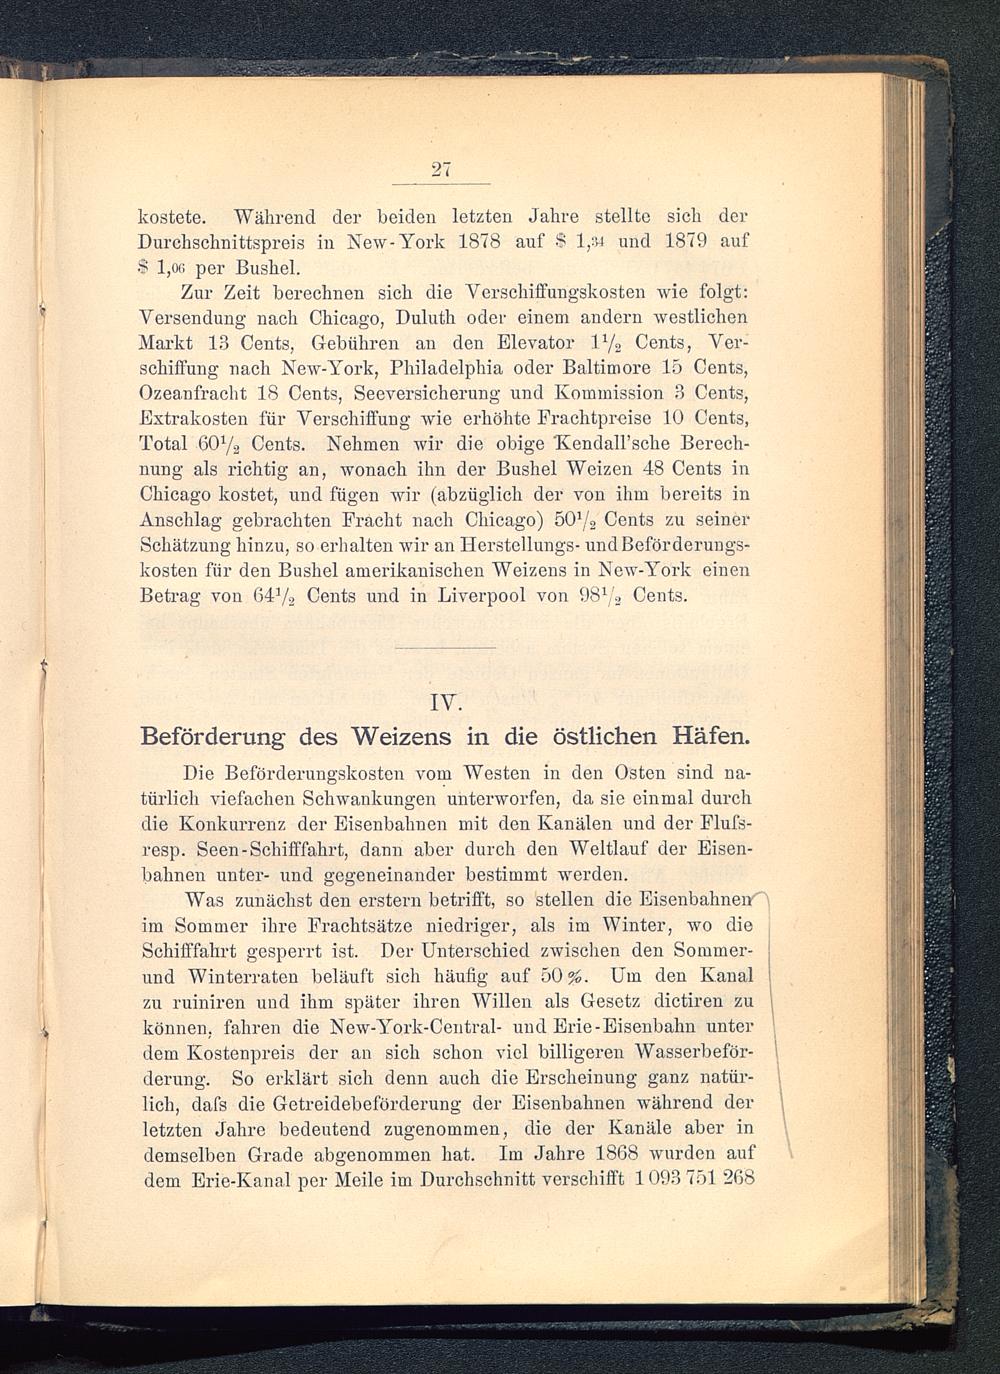 27
kostete. Während der beiden letzten Jahre stellte sich der
Durchschnittspreis in New-York 1878 auf $ 1,34 und 1879 auf
$ 1,06 per Bushel.
Zur Zeit berechnen sich die Verschiffungskosten wie folgt:
Versendung nach Chicago, Duluth oder einem andern westlichen
Markt 13 Cents, Gebühren an den Elevator 1½ Cents, Ver-
schiffung nach New-York, Philadelphia oder Baltimore 15 Cents,
Ozeanfracht 18 Cents, Seeversicherung und Kommission 3 Cents,
Extrakosten für Verschiffung wie erhöhte Frachtpreise 10 Cents,
Total 60½ Cents. Nehmen wir die obige Kendall'sche Berech-
nung als richtig an, wonach ihn der Bushel Weizen 48 Cents in
Chicago kostet, und fügen wir (abzüglich der von ihm bereits in
Anschlag gebrachten Fracht nach Chicago) 50½ Cents zu seiner
Schätzung hinzu, so erhalten wir an Herstellungs- und Beförderungs-
kosten für den Bushel amerikanischen Weizens in New-York einen
Betrag von 64½ Cents und in Liverpool von 98½ Cents.
IV.
Beförderung des Weizens in die östlichen Häfen.
Die Beförderungskosten vom Westen in den Osten sind na-
türlich viefachen Schwankungen unterworfen, da sie einmal durch
die Konkurrenz der Eisenbahnen mit den Kanälen und der Fluſs-
resp. Seen-Schifffahrt, dann aber durch den Weltlauf der Eisen-
bahnen unter- und gegeneinander bestimmt werden.
Was zunächst den erstern betrifft, so stellen die Eisenbahnen
im Sommer ihre Frachtsätze niedriger, als im Winter, wo die
Schifffahrt gesperrt ist. Der Unterschied zwischen den Sommer-
und Winterraten beläuft sich häufig auf 50 %. Um den Kanal
zu ruiniren und ihm später ihren Willen als Gesetz dictiren zu
können, fahren die New-York-Central- und Erie-Eisenbahn unter
dem Kostenpreis der an sich schon viel billigeren Wasserbeför-
derung. So erklärt sich denn auch die Erscheinung ganz natür-
lich, daſs die Getreidebeförderung der Eisenbahnen während der
letzten Jahre bedeutend zugenommen, die der Kanäle aber in
demselben Grade abgenommen hat. Im Jahre 1868 wurden auf
dem Erie-Kanal per Meile im Durchschnitt verschifft 1 093 751 268